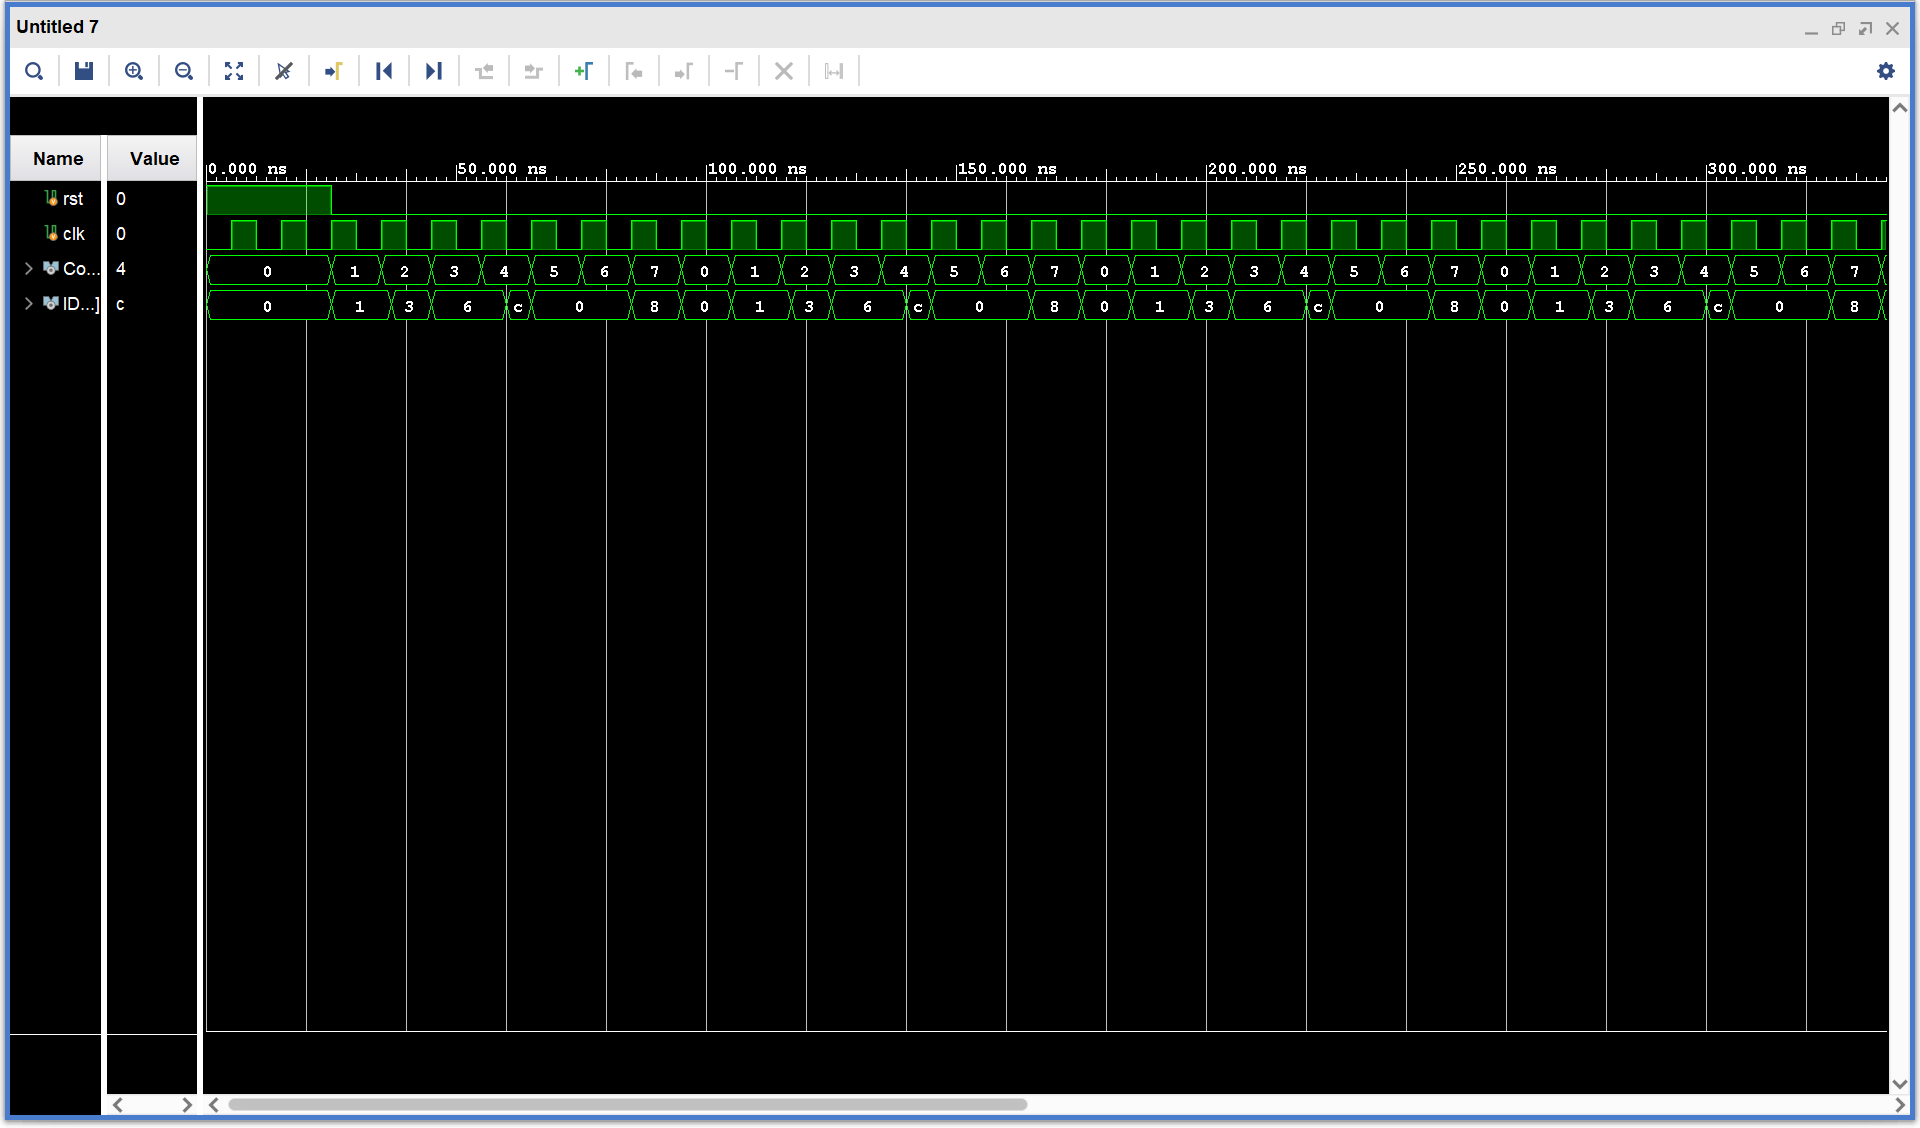 Untitled 7
Name Value
0.000 ns 50.000 ns 100.000 ns 150.000 ns 200.000 ns 250.000 ns 300.000 ns
rst 0
clk 0
Co... 4 0 1 2 3 4 5 6 7 0 1 2 3 4 5 6 7 0 1 2 3 4 5 6 7 0 1 2 3 4 5 6 7
ID...] c 0 1 3 6 c 0 8 0 1 3 6 c 0 8 0 1 3 6 c 0 8 0 1 3 6 c 0 8